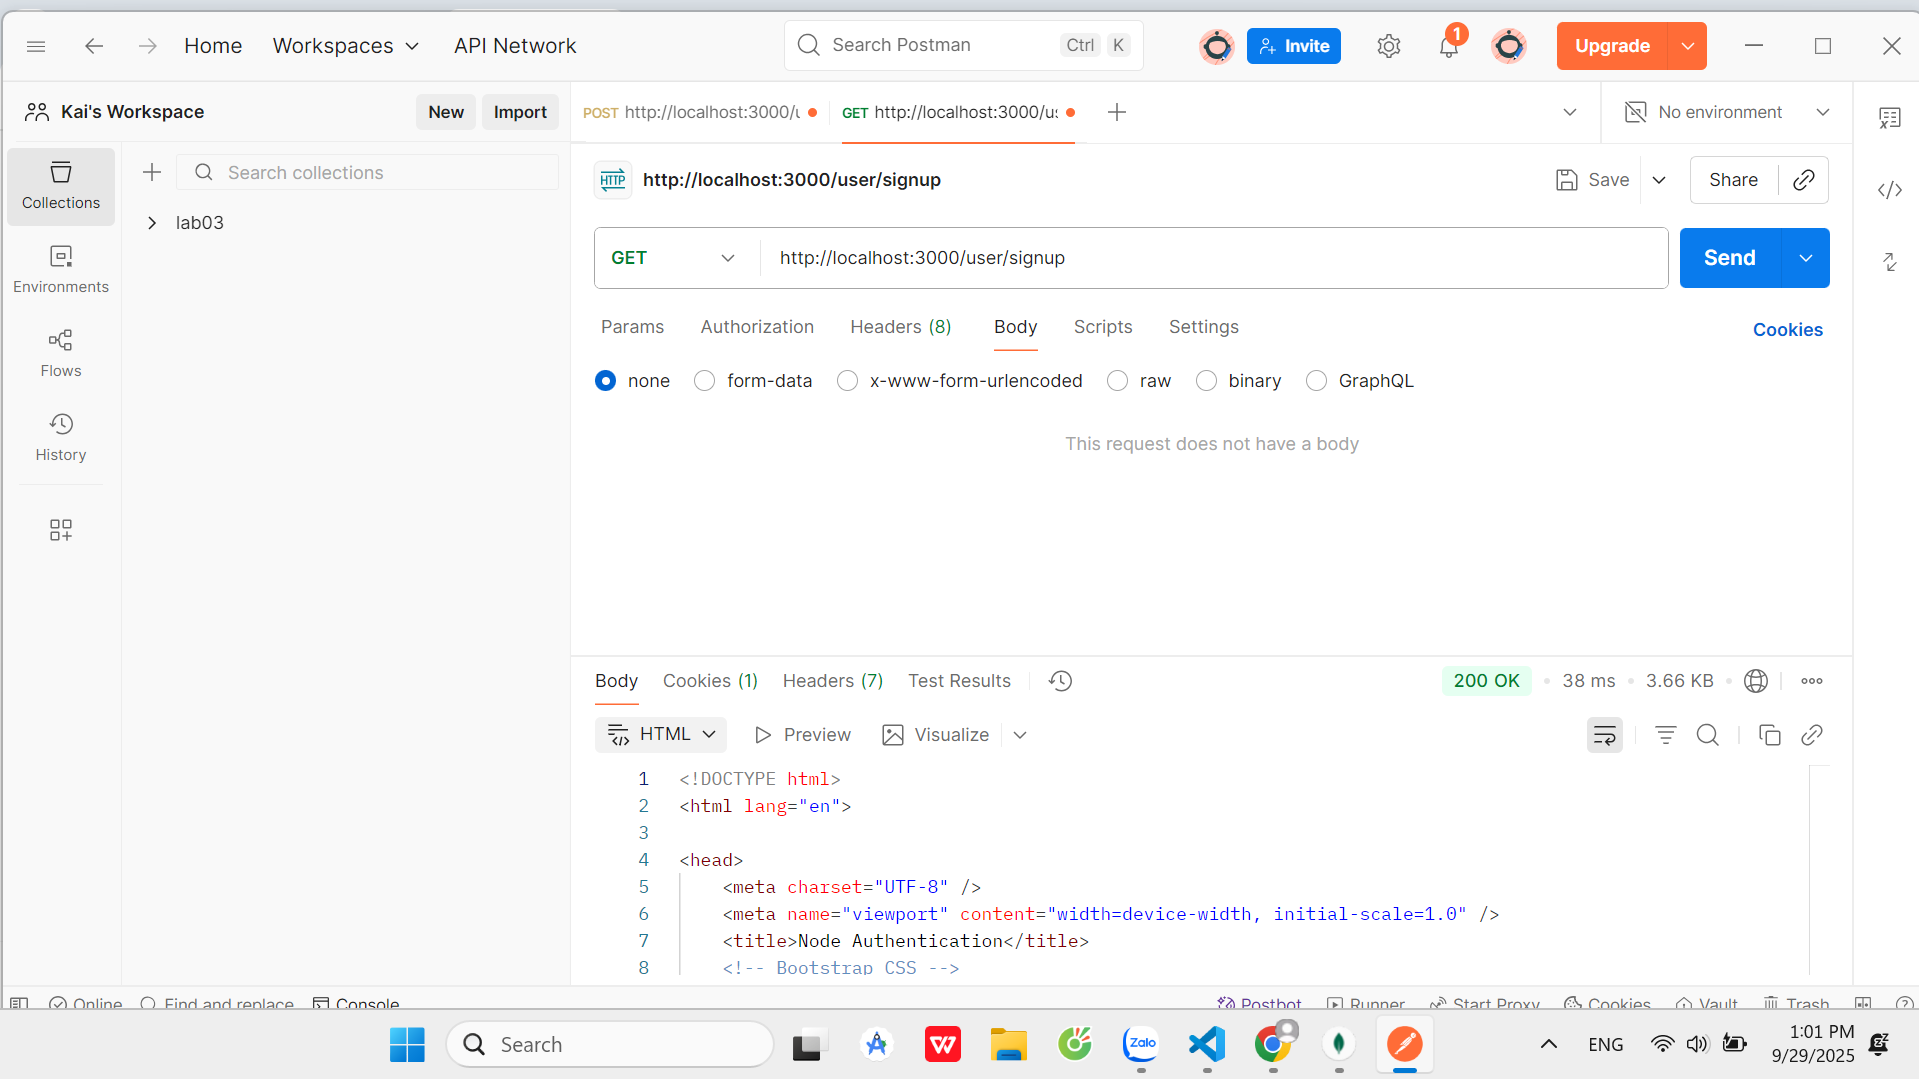 Home Workspaces API Network Search Postman Ctrl K Invite 1 Upgrade
Kai's Workspace New Import
POST http://localhost:3000/u GET http://localhost:3000/us No environment
Collections
Search collections
lab03
Environments
Flows
History
HTTP http://localhost:3000/user/signup Save Share
GET http://localhost:3000/user/signup Send
Params Authorization Headers (8) Body Scripts Settings Cookies
none form-data x-www-form-urlencoded raw binary GraphQL
This request does not have a body
Body Cookies (1) Headers (7) Test Results 200 OK 38 ms 3.66 KB
HTML Preview Visualize
1 <!DOCTYPE html>
2 <html lang="en">
3
4 <head>
5 <meta charset="UTF-8" />
6 <meta name="viewport" content="width=device-width, initial-scale=1.0" />
7 <title>Node Authentication</title>
8 <!-- Bootstrap CSS -->
Online Find and replace Console Postbot Runner Start Proxy Cookies Vault Trash
Search Zalo ENG 1:01 PM
9/29/2025